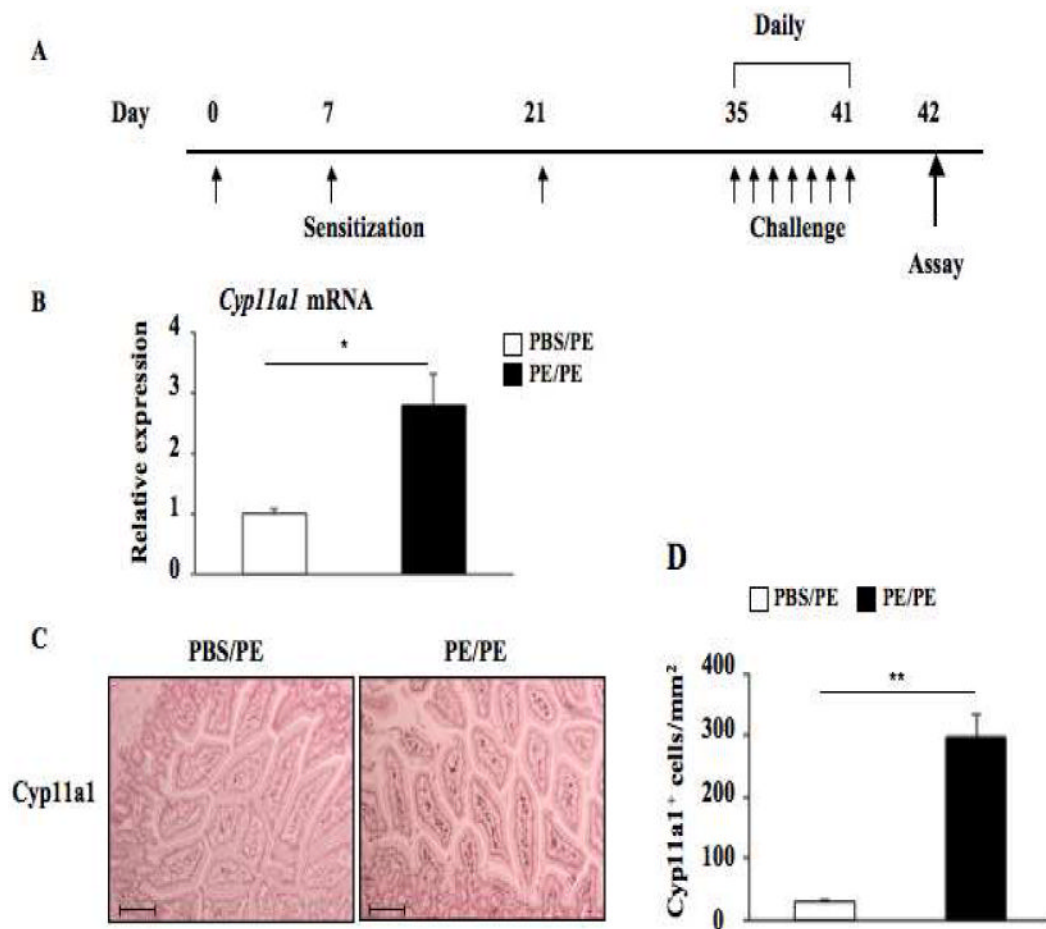 A
Daily
Day 0 7 21 35 41 42
Sensitization
Challenge
Assay
B
Cyp11a1 mRNA
Relative expression
4
3
2
1
0
*
PBS/PE
PE/PE
C
PBS/PE PE/PE
Cyp11a1
D
PBS/PE PE/PE
Cyp11a1⁺ cells/mm²
400
300
200
100
0
**